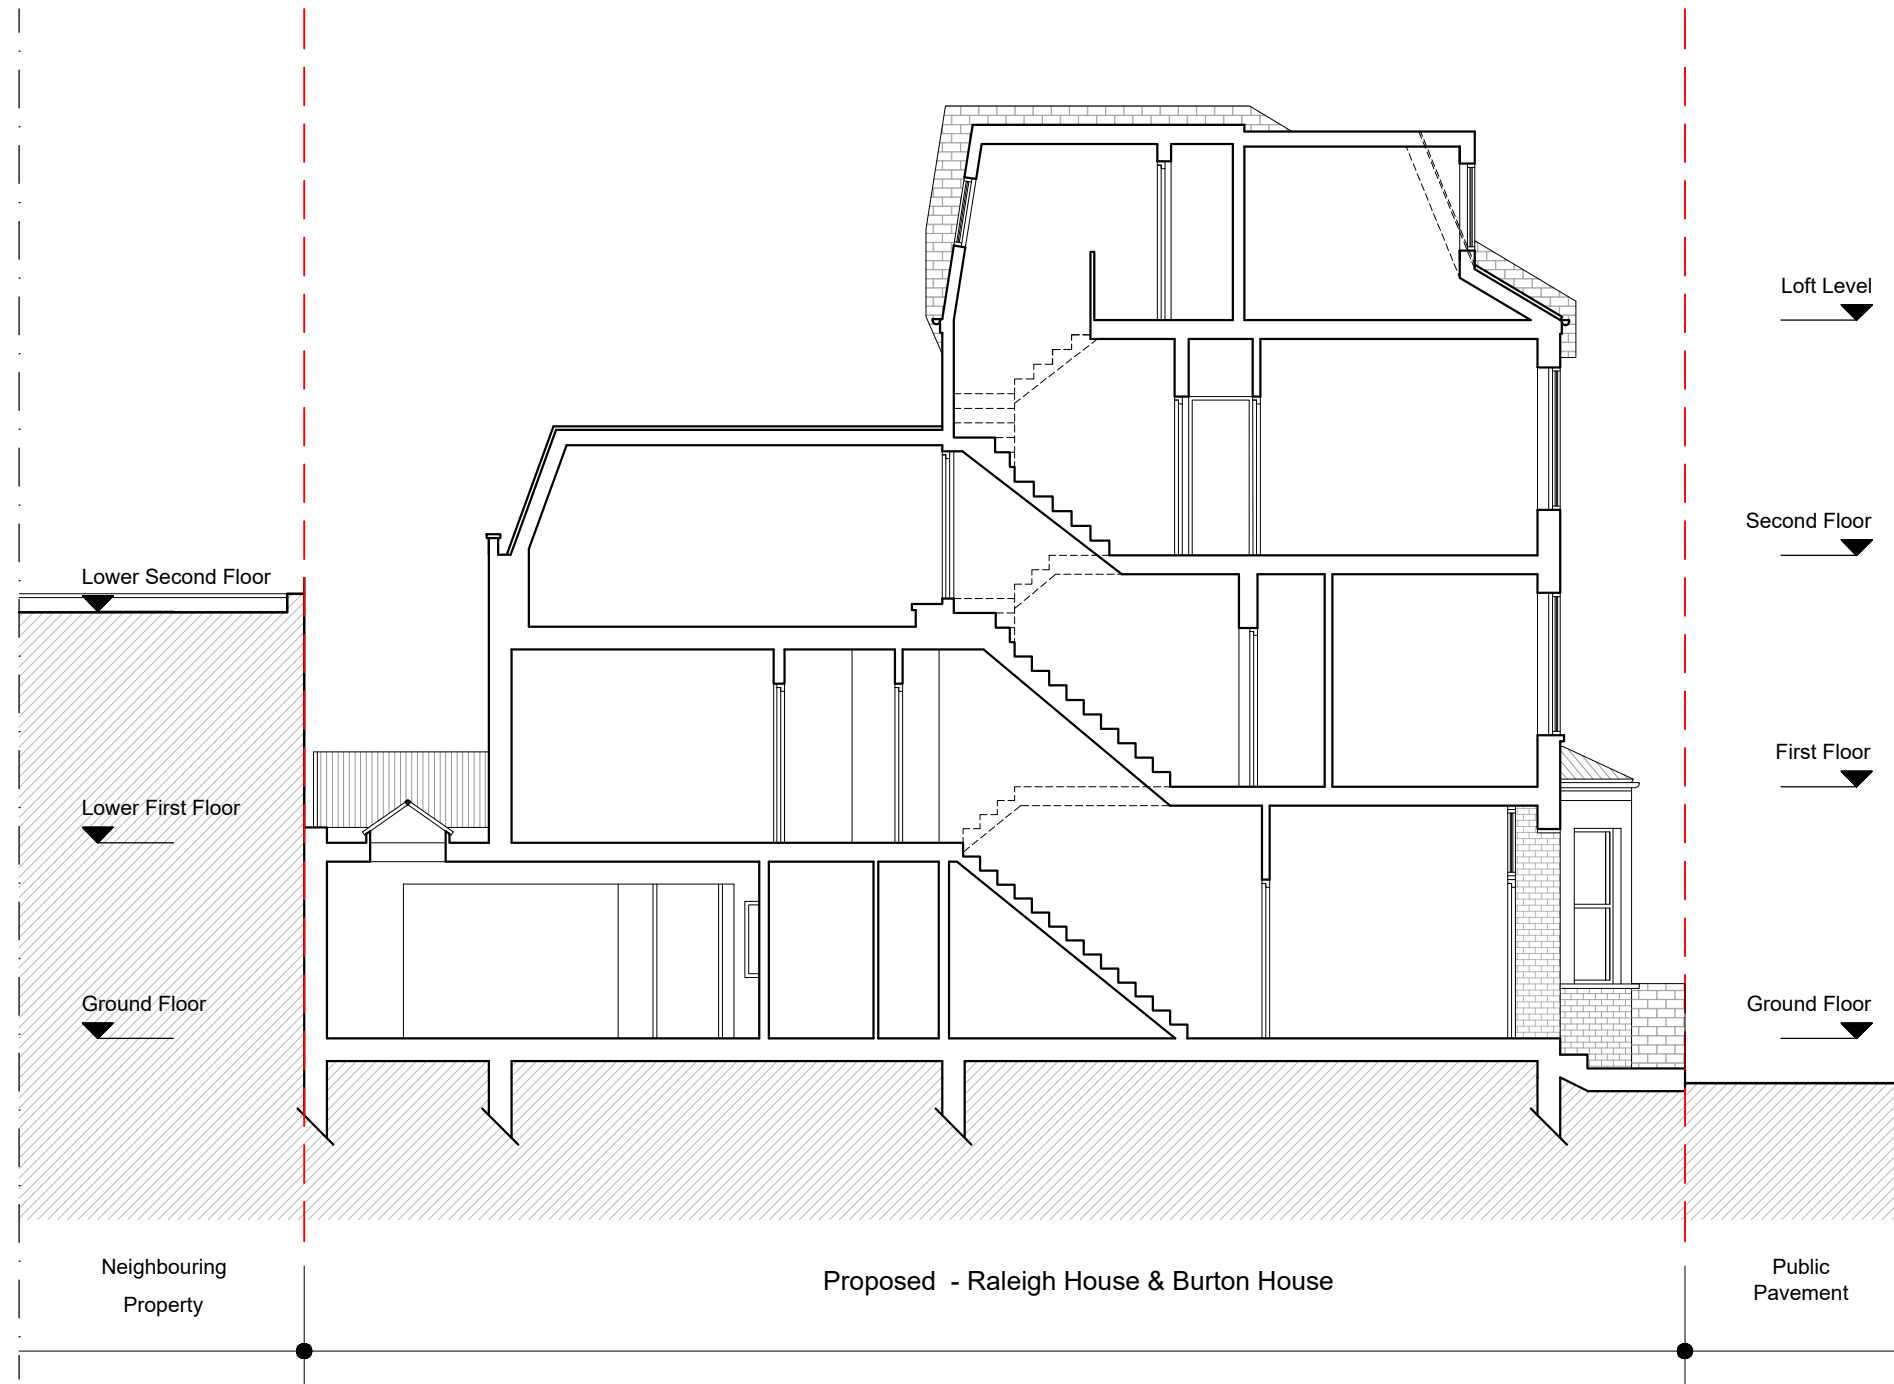 Loft Level
Second Floor
Lower Second Floor
First Floor
Lower First Floor
Ground Floor
Ground Floor
Neighbouring
Property
Proposed - Raleigh House & Burton House
Public
Pavement